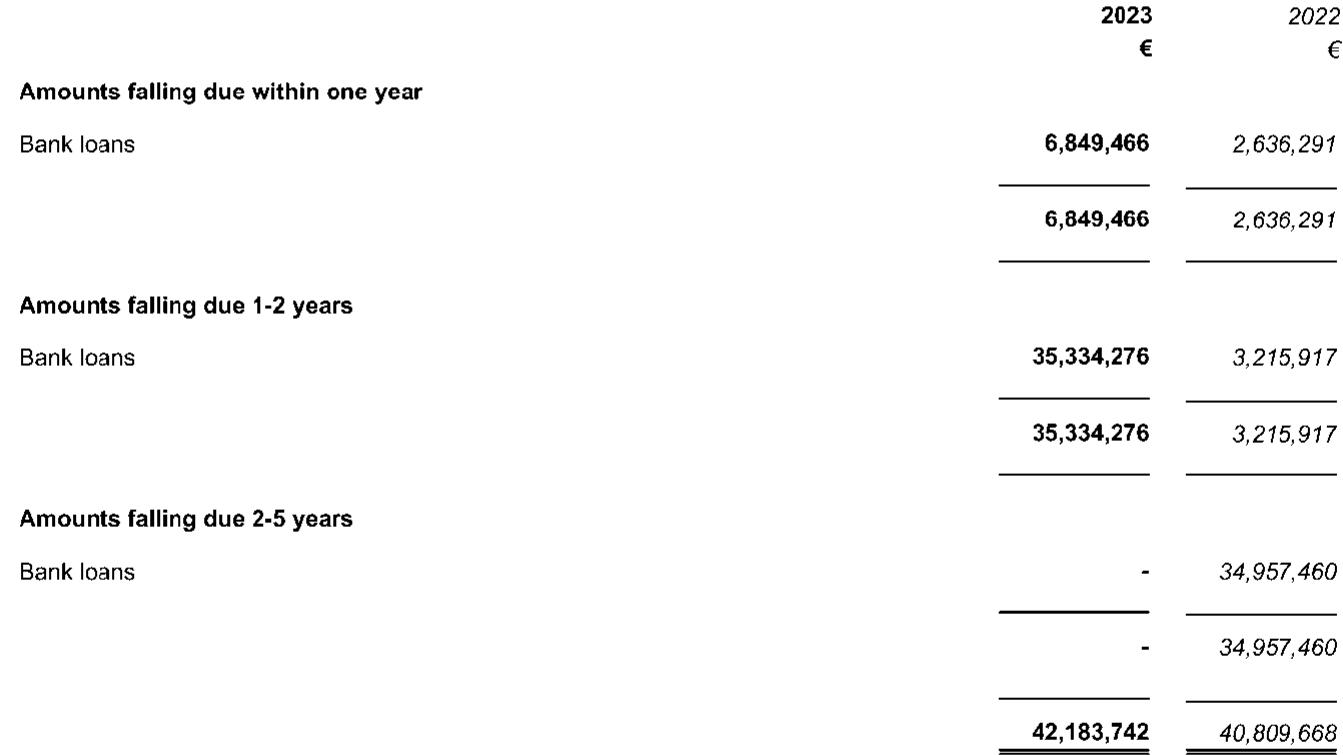 2023 2022
€ €
Amounts falling due within one year
Bank loans 6,849,466 2,636,291
6,849,466 2,636,291
Amounts falling due 1-2 years
Bank loans 35,334,276 3,215,917
35,334,276 3,215,917
Amounts falling due 2-5 years
Bank loans - 34,957,460
- 34,957,460
42,183,742 40,809,668